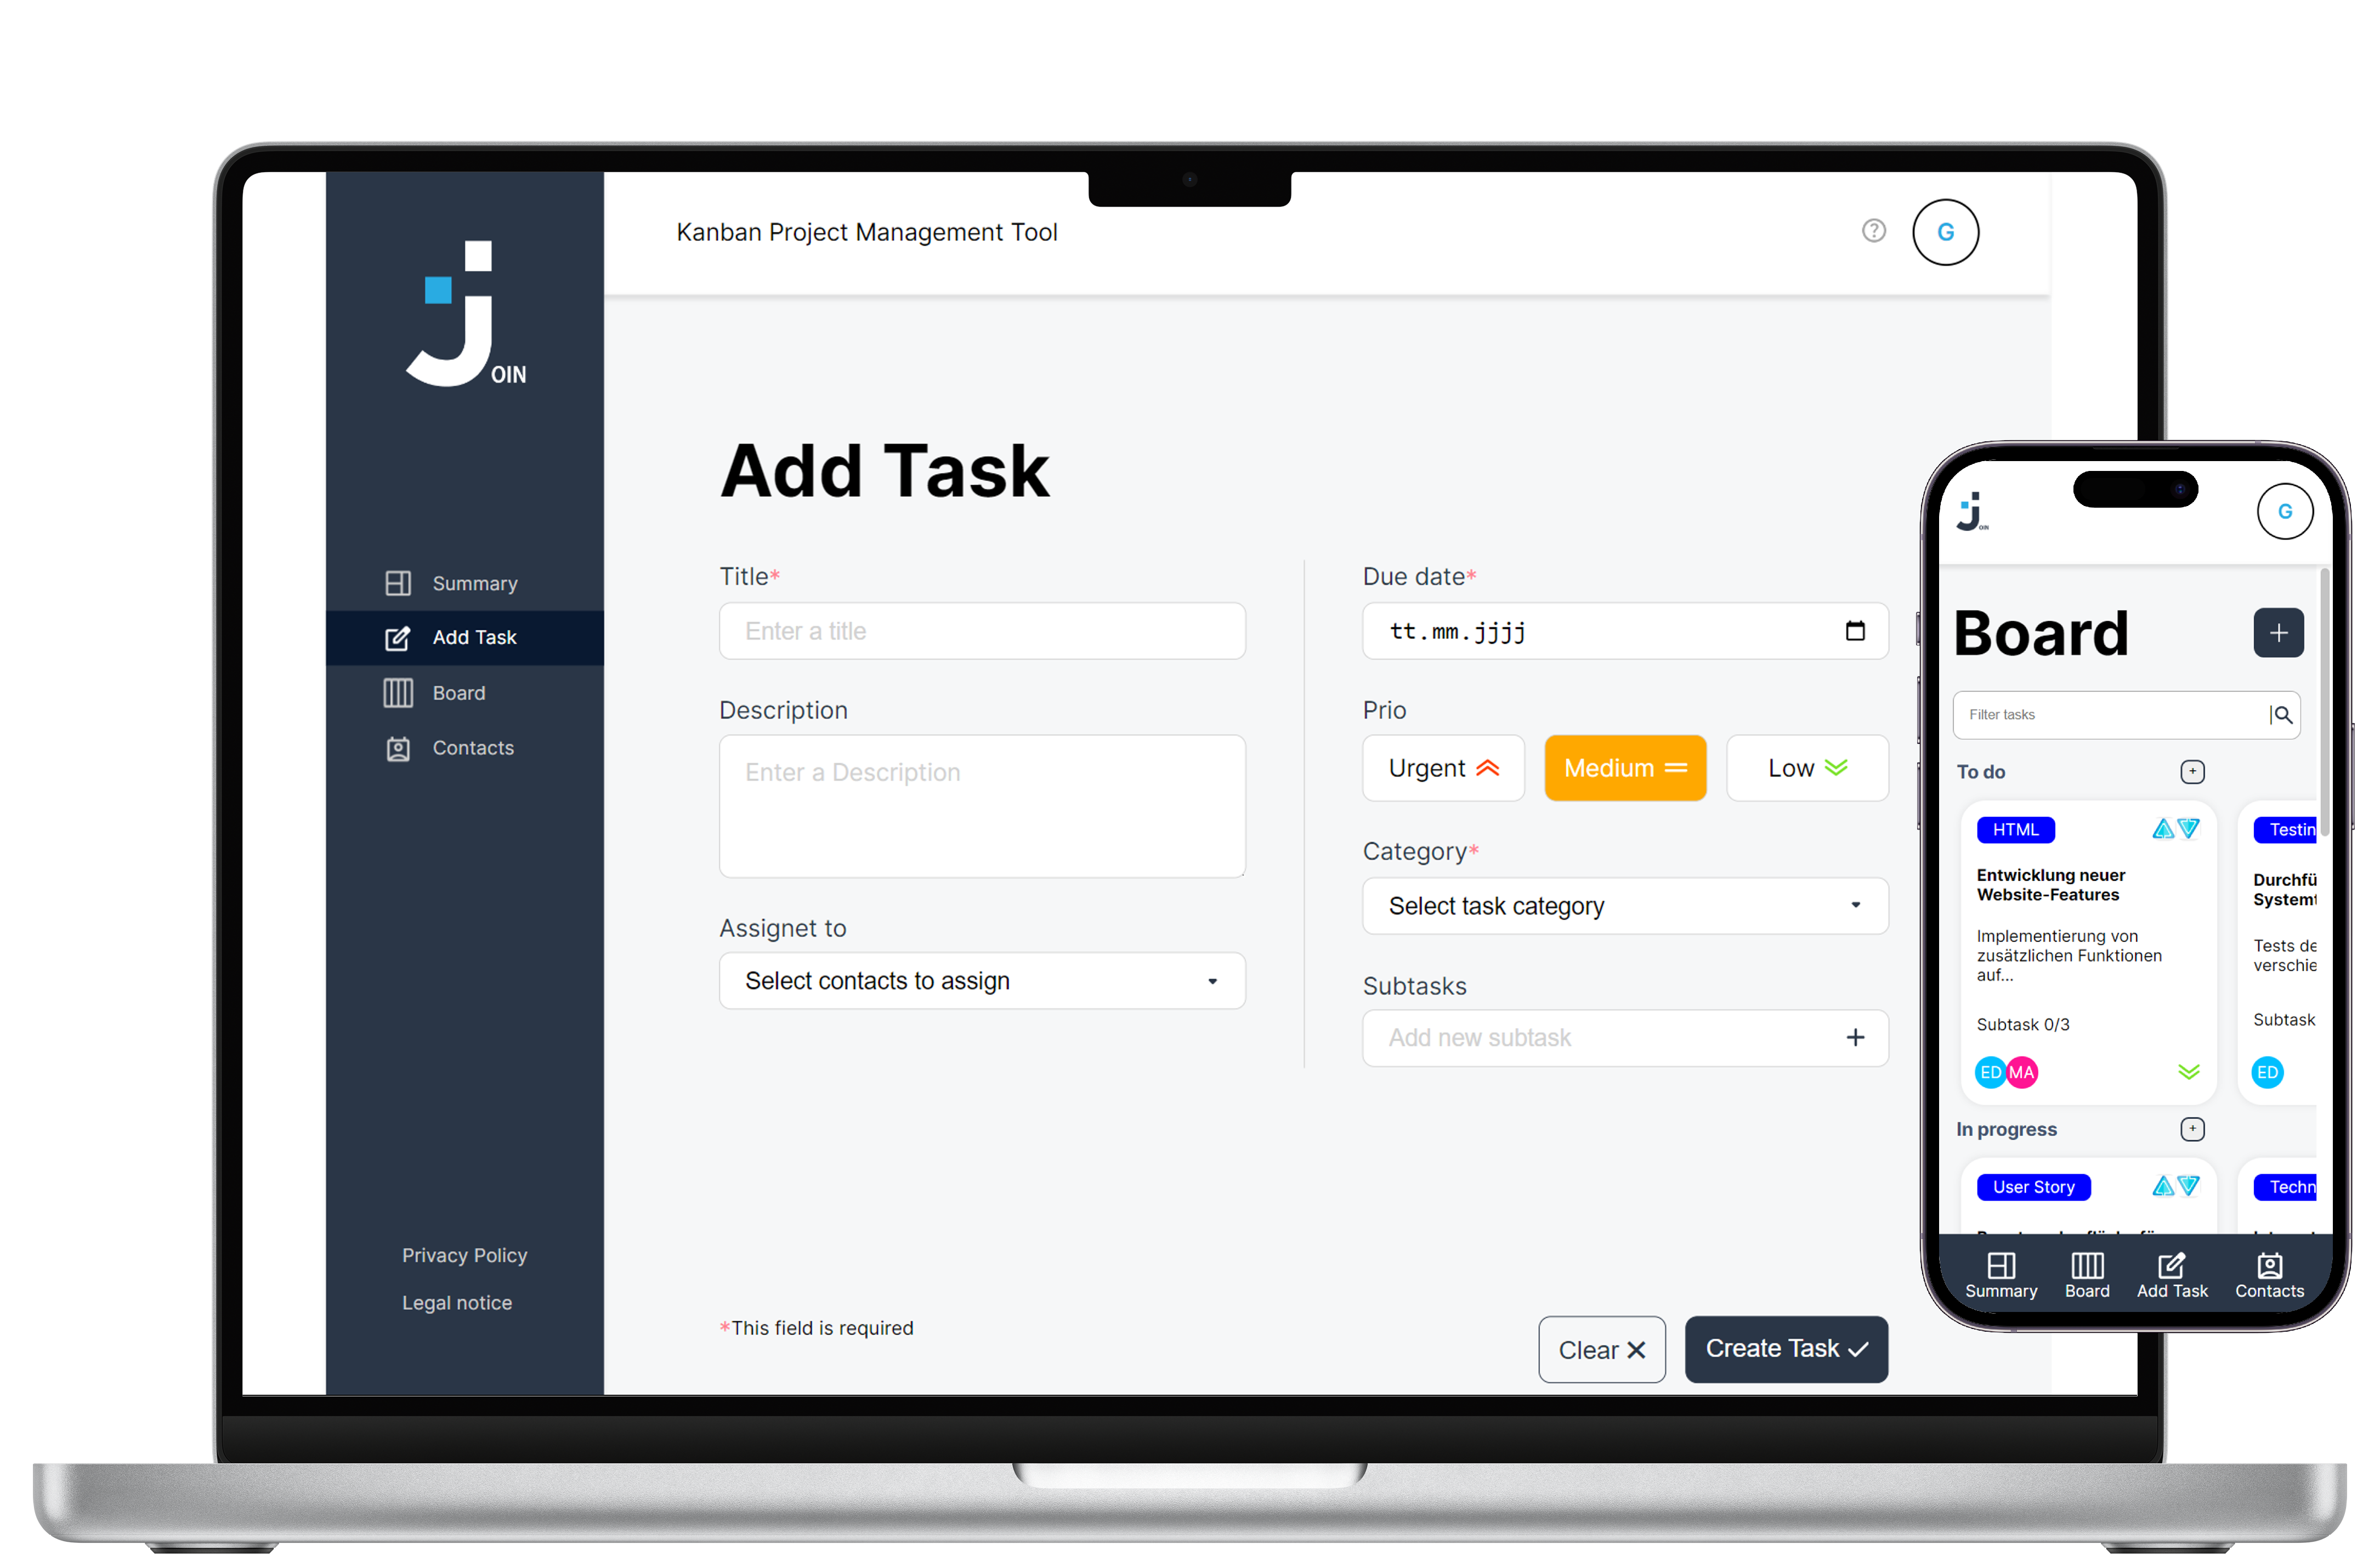 Kanban Project Management Tool
?
G
JOIN
Summary
Add Task
Board
Contacts
Privacy Policy
Legal notice
Add Task
Title*
Enter a title
Description
Enter a Description
Assignet to
Select contacts to assign
Due date*
tt.mm.jjjj
Prio
Urgent
Medium
Low
Category*
Select task category
Subtasks
Add new subtask
+
*This field is required
Clear
Create Task
JOIN
G
Board
+
Filter tasks
To do
+
HTML
Entwicklung neuer
Website-Features
Implementierung von
zusätzlichen Funktionen
auf...
Subtask 0/3
ED
MA
Testin
Durchfü
Systemt
Tests de
verschie
Subtask
ED
In progress
+
User Story
Techn
Summary
Board
Add Task
Contacts